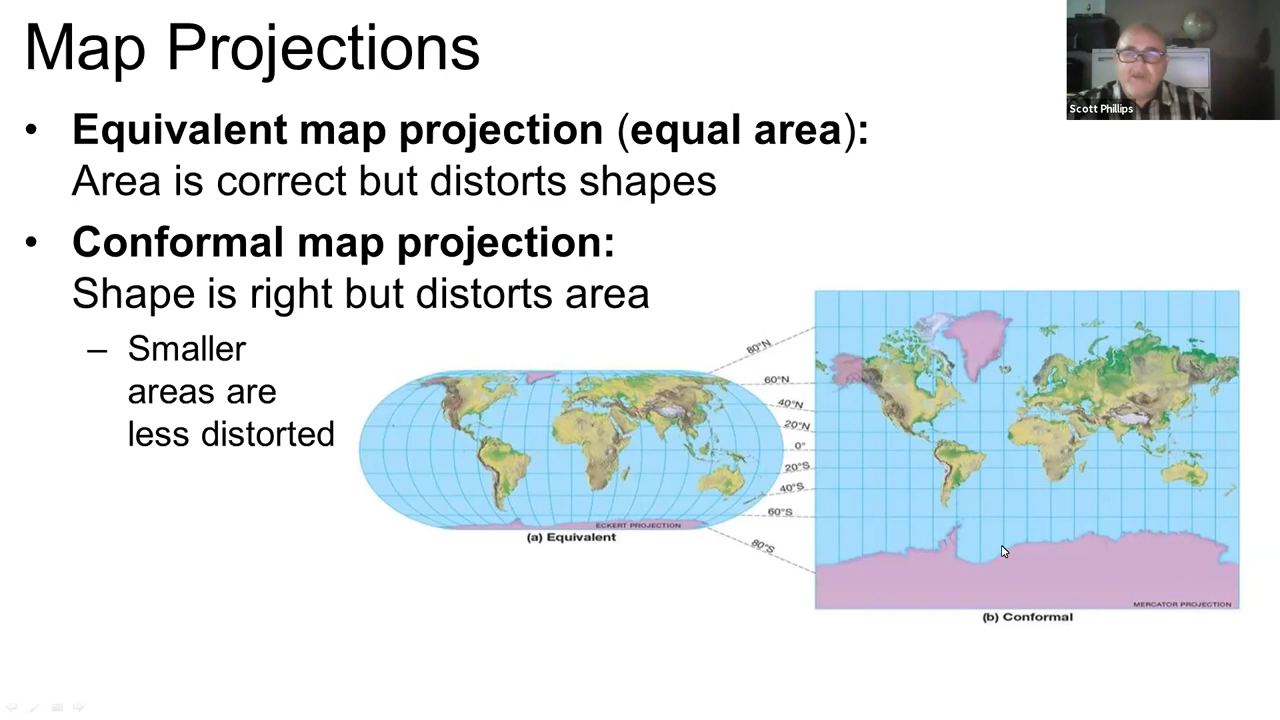 Map Projections
Scott Phillips
• Equivalent map projection (equal area):
Area is correct but distorts shapes
• Conformal map projection:
Shape is right but distorts area
– Smaller
areas are
less distorted
80°N
60°N
40°N
20°N
0°
20°S
40°S
60°S
80°S
ECKERT PROJECTION
(a) Equivalent
MERCATOR PROJECTION
(b) Conformal